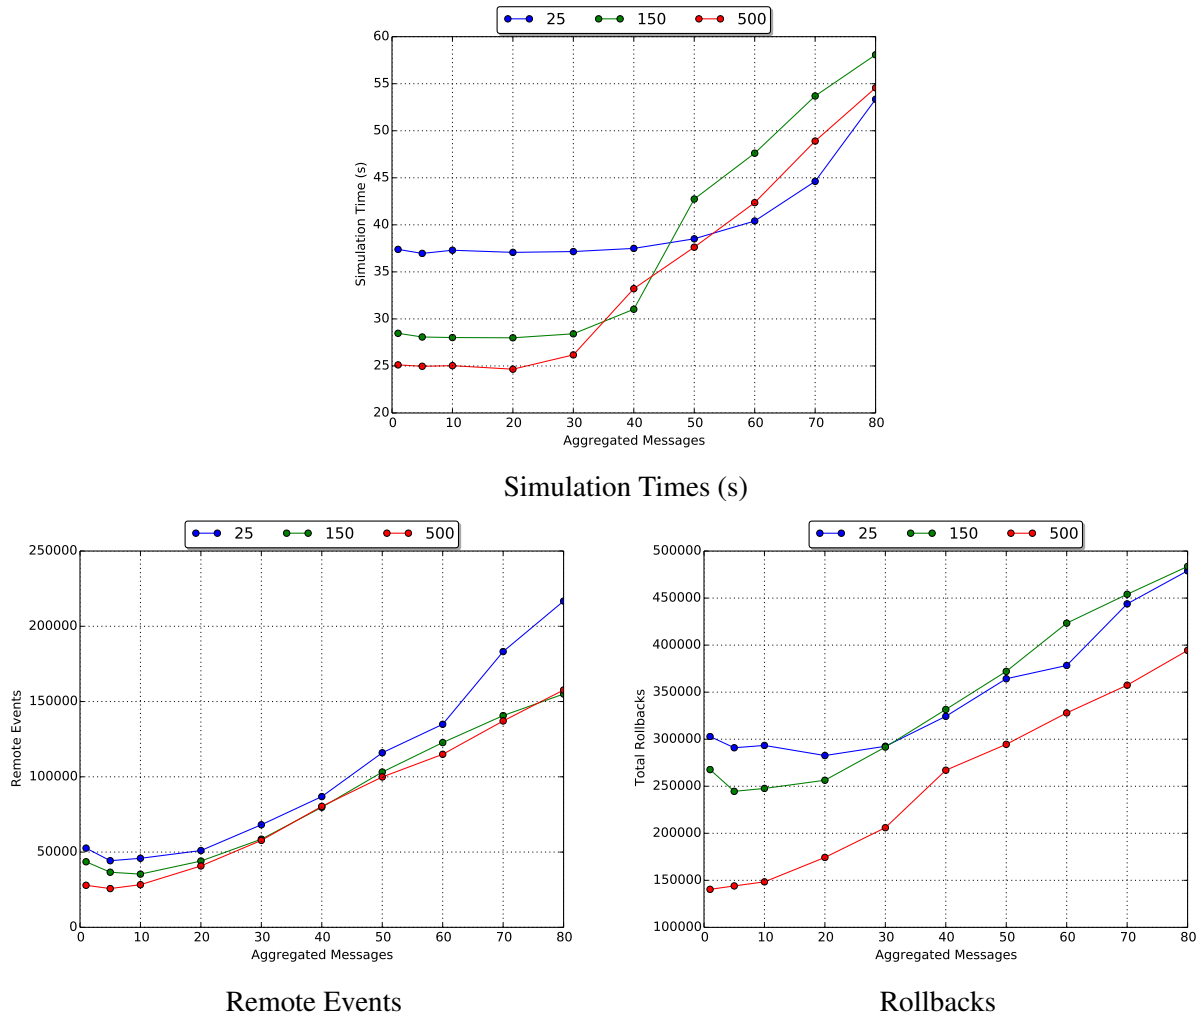 25 150 500
60
55
50
45
40
35
30
25
20
Simulation Time (s)
0 10 20 30 40 50 60 70 80
Aggregated Messages
Simulation Times (s)
25 150 500
250000
200000
150000
100000
50000
0
Remote Events
0 10 20 30 40 50 60 70 80
Aggregated Messages
Remote Events
25 150 500
500000
450000
400000
350000
300000
250000
200000
150000
100000
Total Rollbacks
0 10 20 30 40 50 60 70 80
Aggregated Messages
Rollbacks